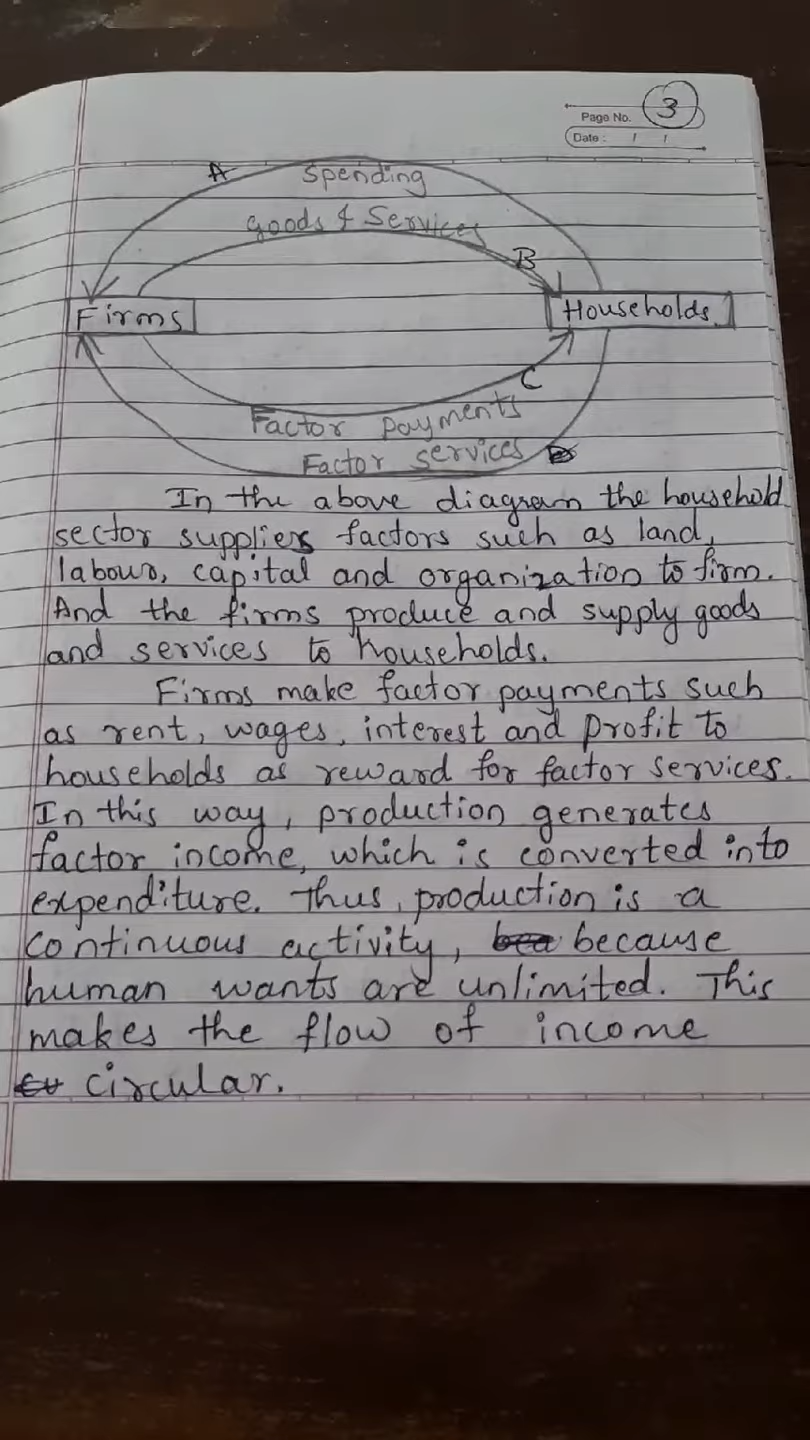 Page No. 3
Date : / /
A Spending
Goods & Services
B
Firms
Households.
C
Factor payments
Factor services D
In the above diagram the household
sector suppliers factors such as land,
labour, capital and organization to firm.
And the firms produce and supply goods
and services to households.
Firms make factor payments such
as rent, wages, interest and profit to
households as reward for factor services.
In this way, production generates
factor income, which is converted into
expenditure. Thus, production is a
continuous activity, because
human wants are unlimited. This
makes the flow of income
circular.